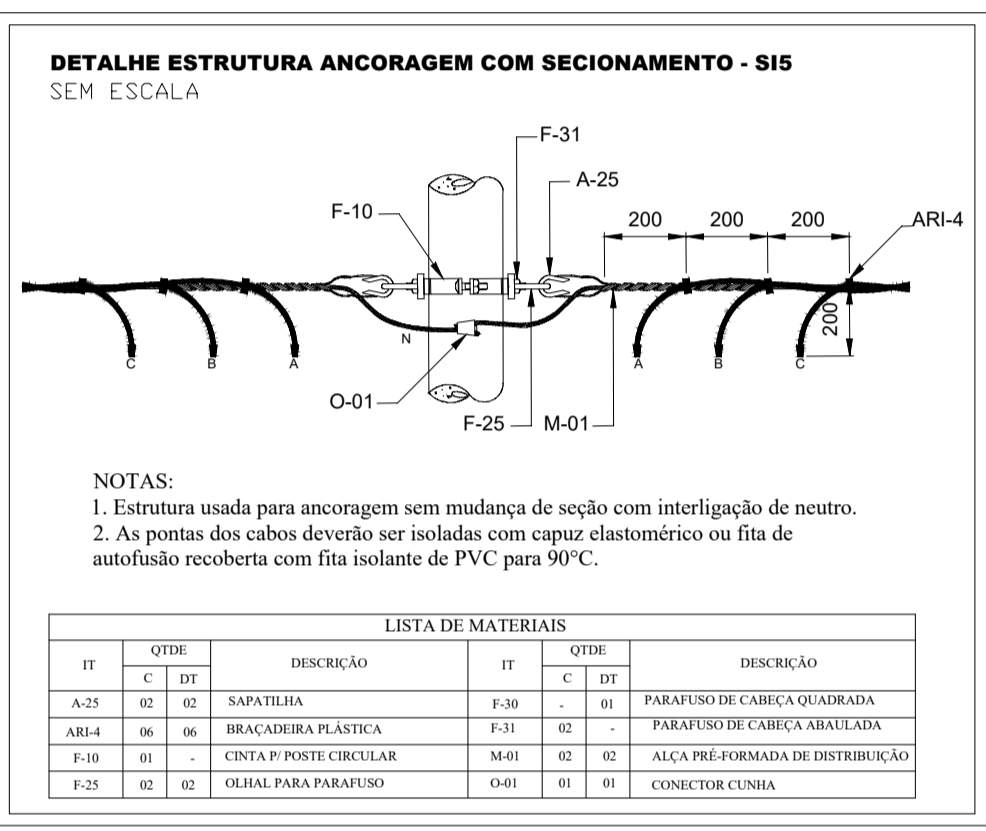 DETALHE ESTRUTURA ANCORAGEM COM SECIONAMENTO - SI5
SEM ESCALA
F-31
A-25
F-10
200 200 200
ARI-4
200
N
C B A
A B C
O-01
F-25
M-01
NOTAS:
1. Estrutura usada para ancoragem sem mudança de seção com interligação de neutro.
2. As pontas dos cabos deverão ser isoladas com capuz elastomérico ou fita de
autofusão recoberta com fita isolante de PVC para 90°C.
LISTA DE MATERIAIS
IT QTDE DESCRIÇÃO IT QTDE DESCRIÇÃO
C DT C DT
A-25 02 02 SAPATILHA F-30 - 01 PARAFUSO DE CABEÇA QUADRADA
ARI-4 06 06 BRAÇADEIRA PLÁSTICA F-31 02 - PARAFUSO DE CABEÇA ABAULADA
F-10 01 - CINTA P/ POSTE CIRCULAR M-01 02 02 ALÇA PRÉ-FORMADA DE DISTRIBUIÇÃO
F-25 02 02 OLHAL PARA PARAFUSO O-01 01 01 CONECTOR CUNHA